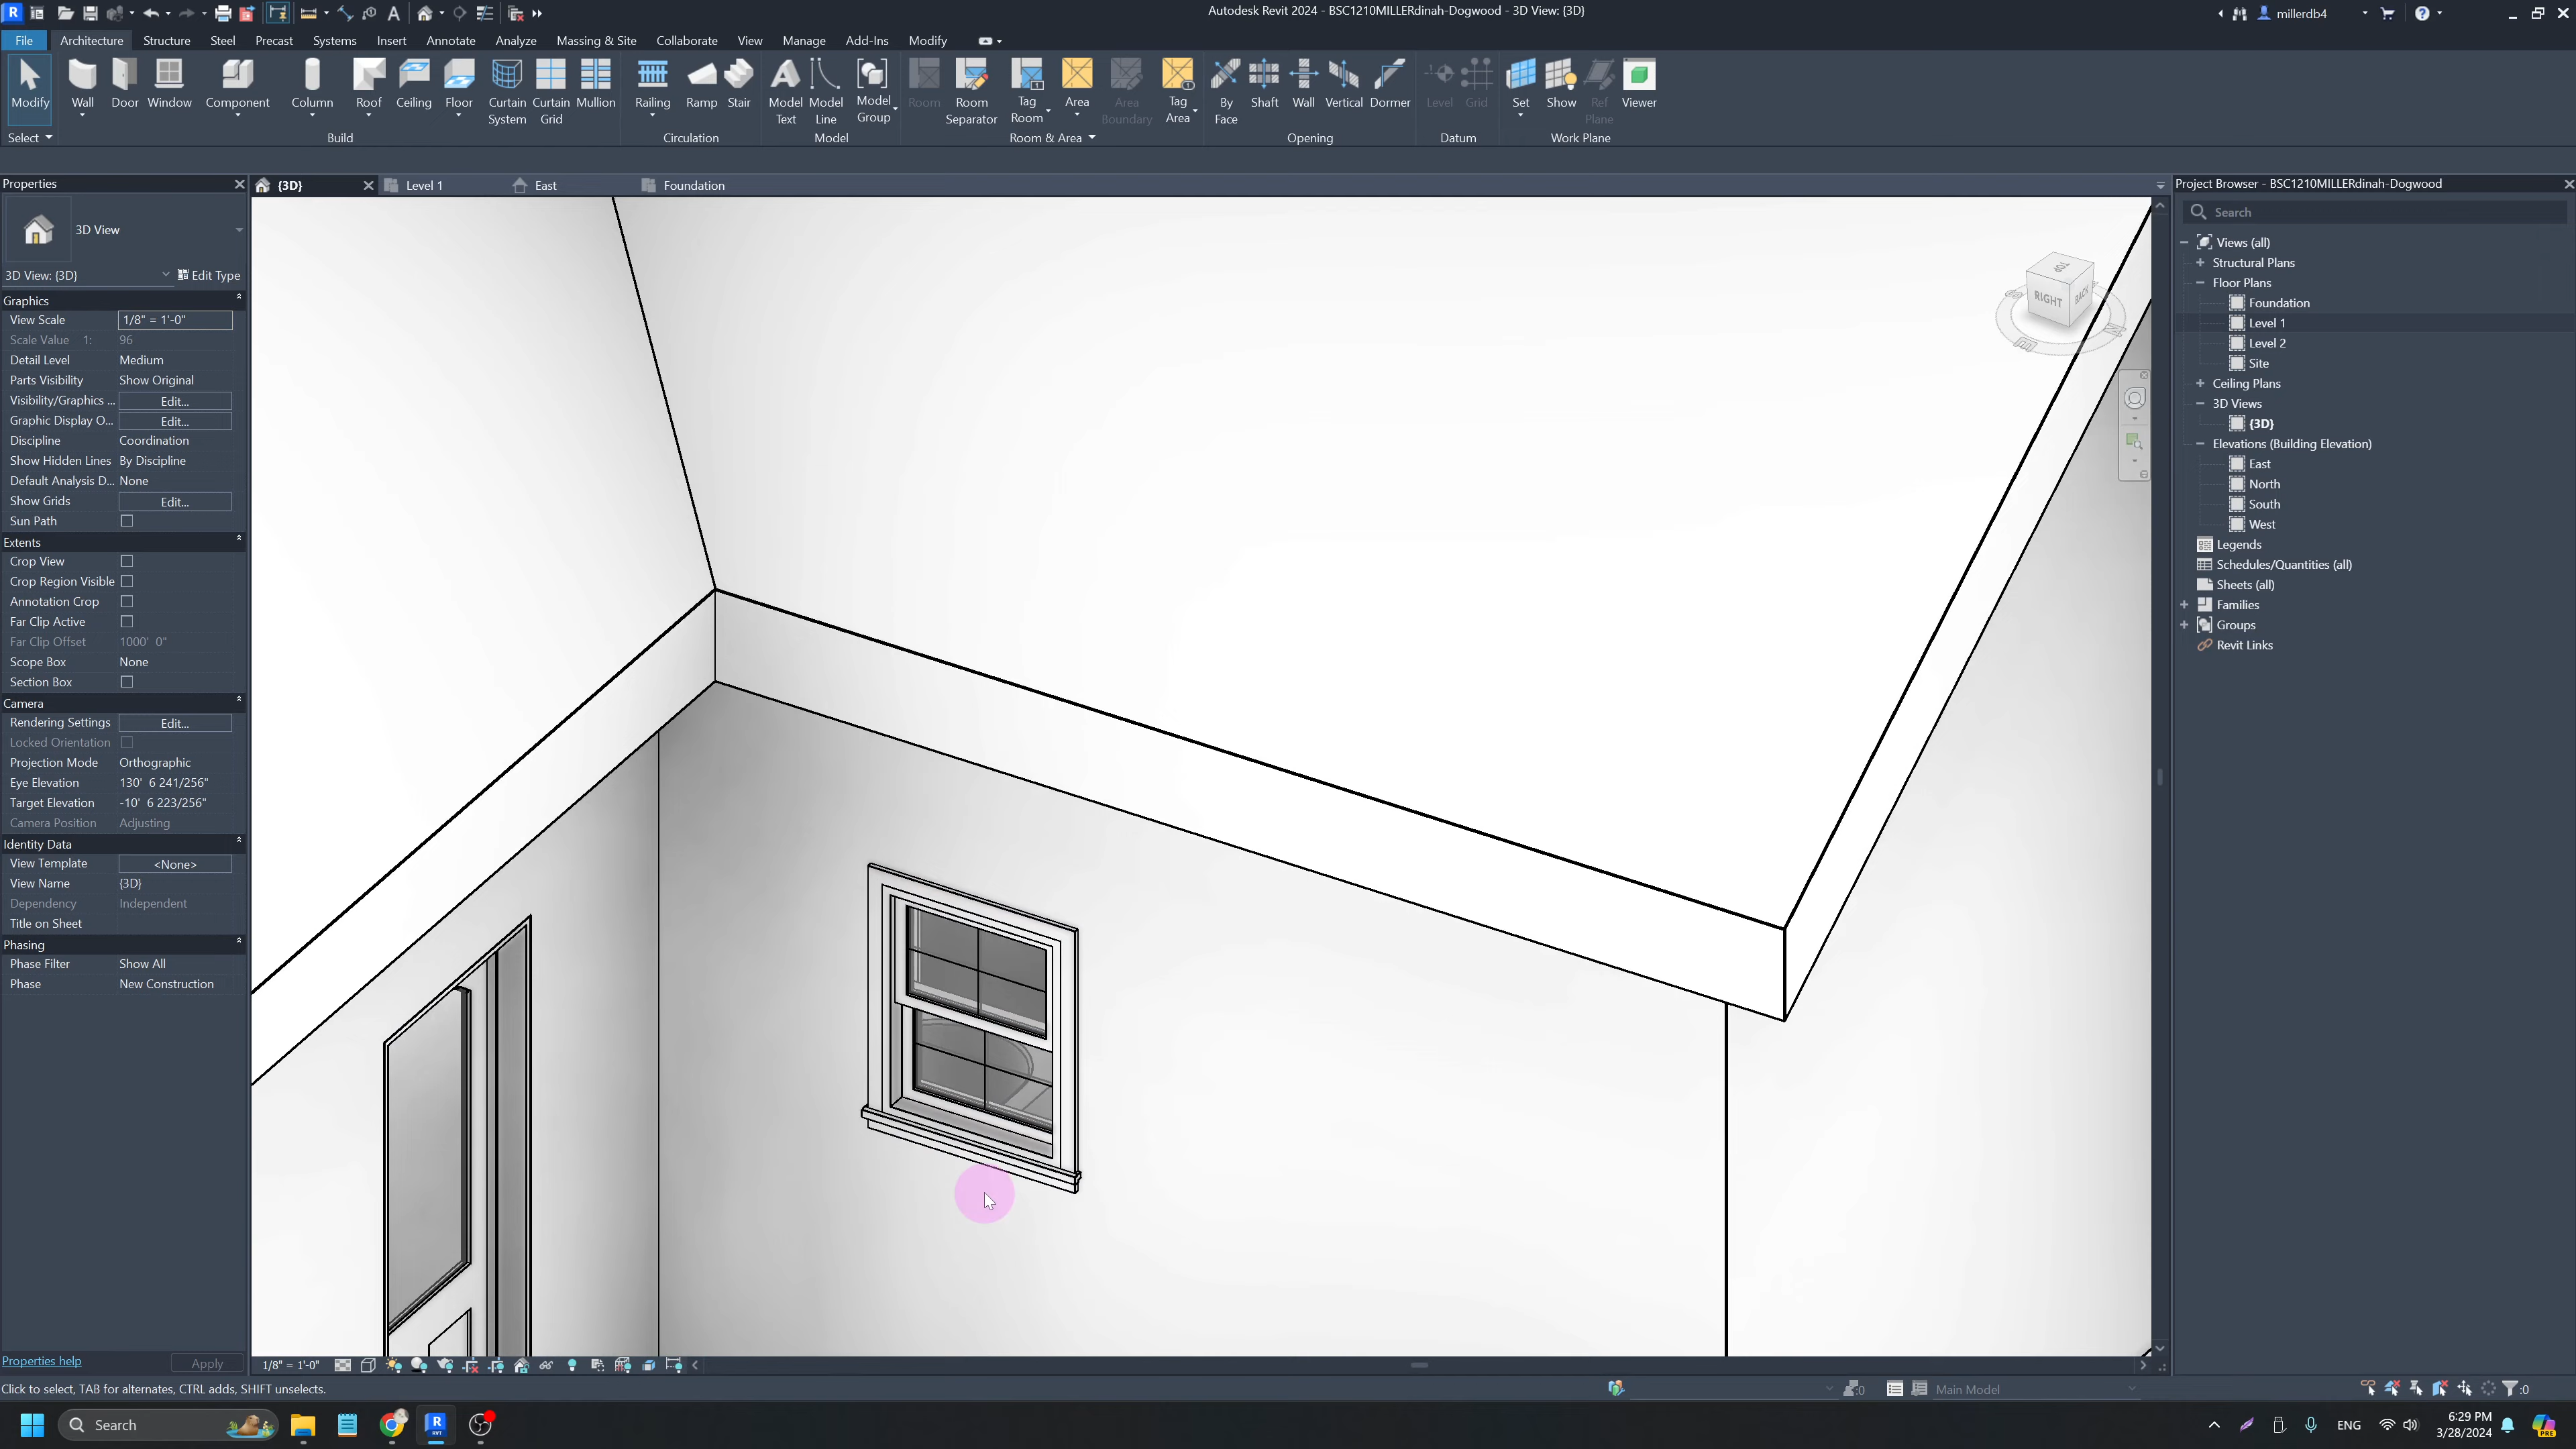 Autodesk Revit 2024 - BSC1210MILLERdinah-Dogwood - 3D View: {3D}
millerdb4
File Architecture Structure Steel Precast Systems Insert Annotate Analyze Massing & Site Collaborate View Manage Add-Ins Modify
Modify Wall Door Window Component Column Roof Ceiling Floor Curtain System Curtain Grid Mullion Railing Ramp Stair Model Text Model Line Model Group Room Room Separator Tag Room Area Area Boundary Tag Area By Face Shaft Wall Vertical Dormer Level Grid Set Show Ref Plane Viewer
Select Build Circulation Model Room & Area Opening Datum Work Plane
Properties
{3D} Level 1 East Foundation
3D View
3D View: {3D} Edit Type
Graphics
View Scale 1/8" = 1'-0"
Scale Value 1: 96
Detail Level Medium
Parts Visibility Show Original
Visibility/Graphics ... Edit...
Graphic Display O... Edit...
Discipline Coordination
Show Hidden Lines By Discipline
Default Analysis D... None
Show Grids Edit...
Sun Path
Extents
Crop View
Crop Region Visible
Annotation Crop
Far Clip Active
Far Clip Offset 1000' 0"
Scope Box None
Section Box
Camera
Rendering Settings Edit...
Locked Orientation
Projection Mode Orthographic
Eye Elevation 130' 6 241/256"
Target Elevation -10' 6 223/256"
Camera Position Adjusting
Identity Data
View Template <None>
View Name {3D}
Dependency Independent
Title on Sheet
Phasing
Phase Filter Show All
Phase New Construction
Properties help Apply
TOP
RIGHT BACK
E
Project Browser - BSC1210MILLERdinah-Dogwood
Search
Views (all)
Structural Plans
Floor Plans
Foundation
Level 1
Level 2
Site
Ceiling Plans
3D Views
{3D}
Elevations (Building Elevation)
East
North
South
West
Legends
Schedules/Quantities (all)
Sheets (all)
Families
Groups
Revit Links
1/8" = 1'-0"
Click to select, TAB for alternates, CTRL adds, SHIFT unselects.
:0 Main Model :0
Search
ENG
6:29 PM
3/28/2024
PRE